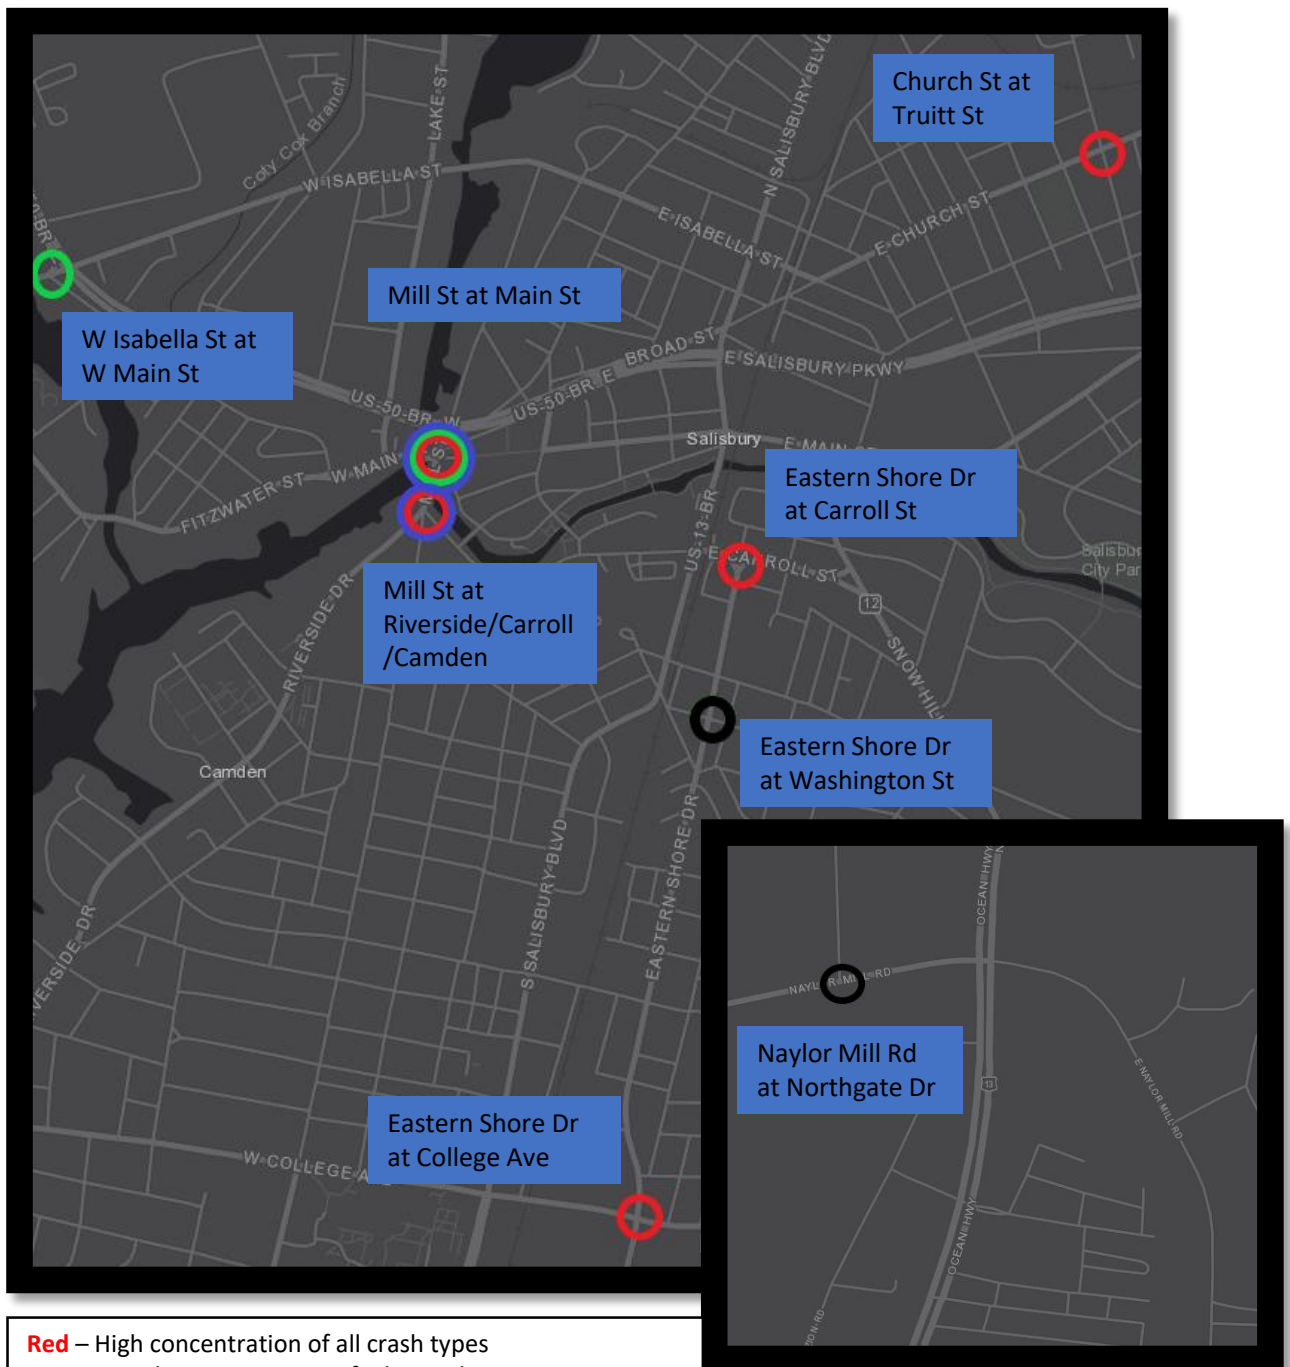 Church St at
Truitt St
LAKE ST
N SALISBURY BLVD
Coty Cox Branch
W ISABELLA ST
E ISABELLA ST
E CHURCH ST
Mill St at Main St
W Isabella St at
W Main St
BROAD ST
E SALISBURY PKWY
US-50-BR W
US-50-BR E
Salisbury
E MAIN
W MAIN
FITZWATER ST
Eastern Shore Dr
at Carroll St
US-13-BR
E CARROLL ST
City Par
12
Mill St at
Riverside/Carroll
/Camden
RIVERSIDE DR
SNOW HIL
Eastern Shore Dr
at Washington St
Camden
S SALISBURY BLVD
EASTERN SHORE DR
OCEAN HWY
NAYLOR MILL RD
Naylor Mill Rd
at Northgate Dr
13
E NAYLOR MILL RD
Eastern Shore Dr
at College Ave
W COLLEGE
OCEAN HWY
Red – High concentration of all crash types